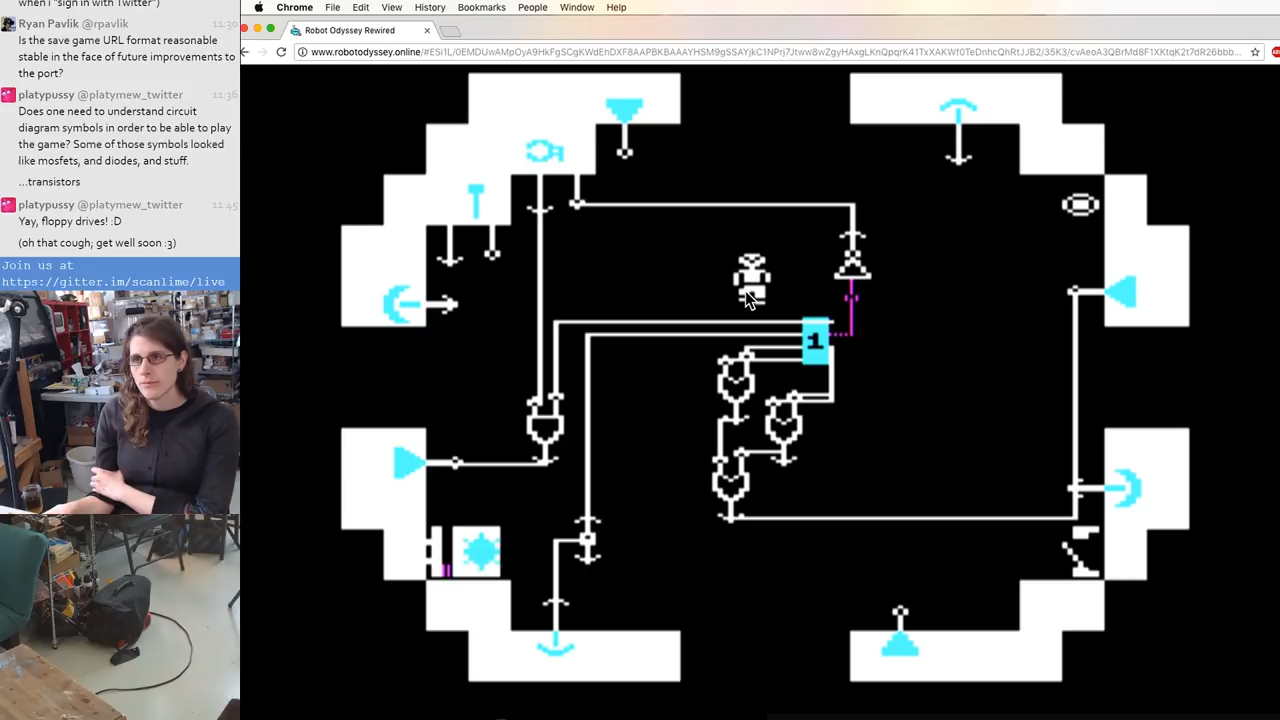 when i "sign in with Twitter")
Ryan Pavlik @rpavlik 11:30
Is the save game URL format reasonable
stable in the face of future improvements to
the port?
platypussy @platymew_twitter 11:36
Does one need to understand circuit
diagram symbols in order to be able to play
the game? Some of those symbols looked
like mosfets, and diodes, and stuff.
...transistors
platypussy @platymew_twitter 11:45
Yay, floppy drives! :D
(oh that cough; get well soon :3)
Join us at
https://gitter.im/scanlime/live
Chrome File Edit View History Bookmarks People Window Help
Robot Odyssey Rewired
1